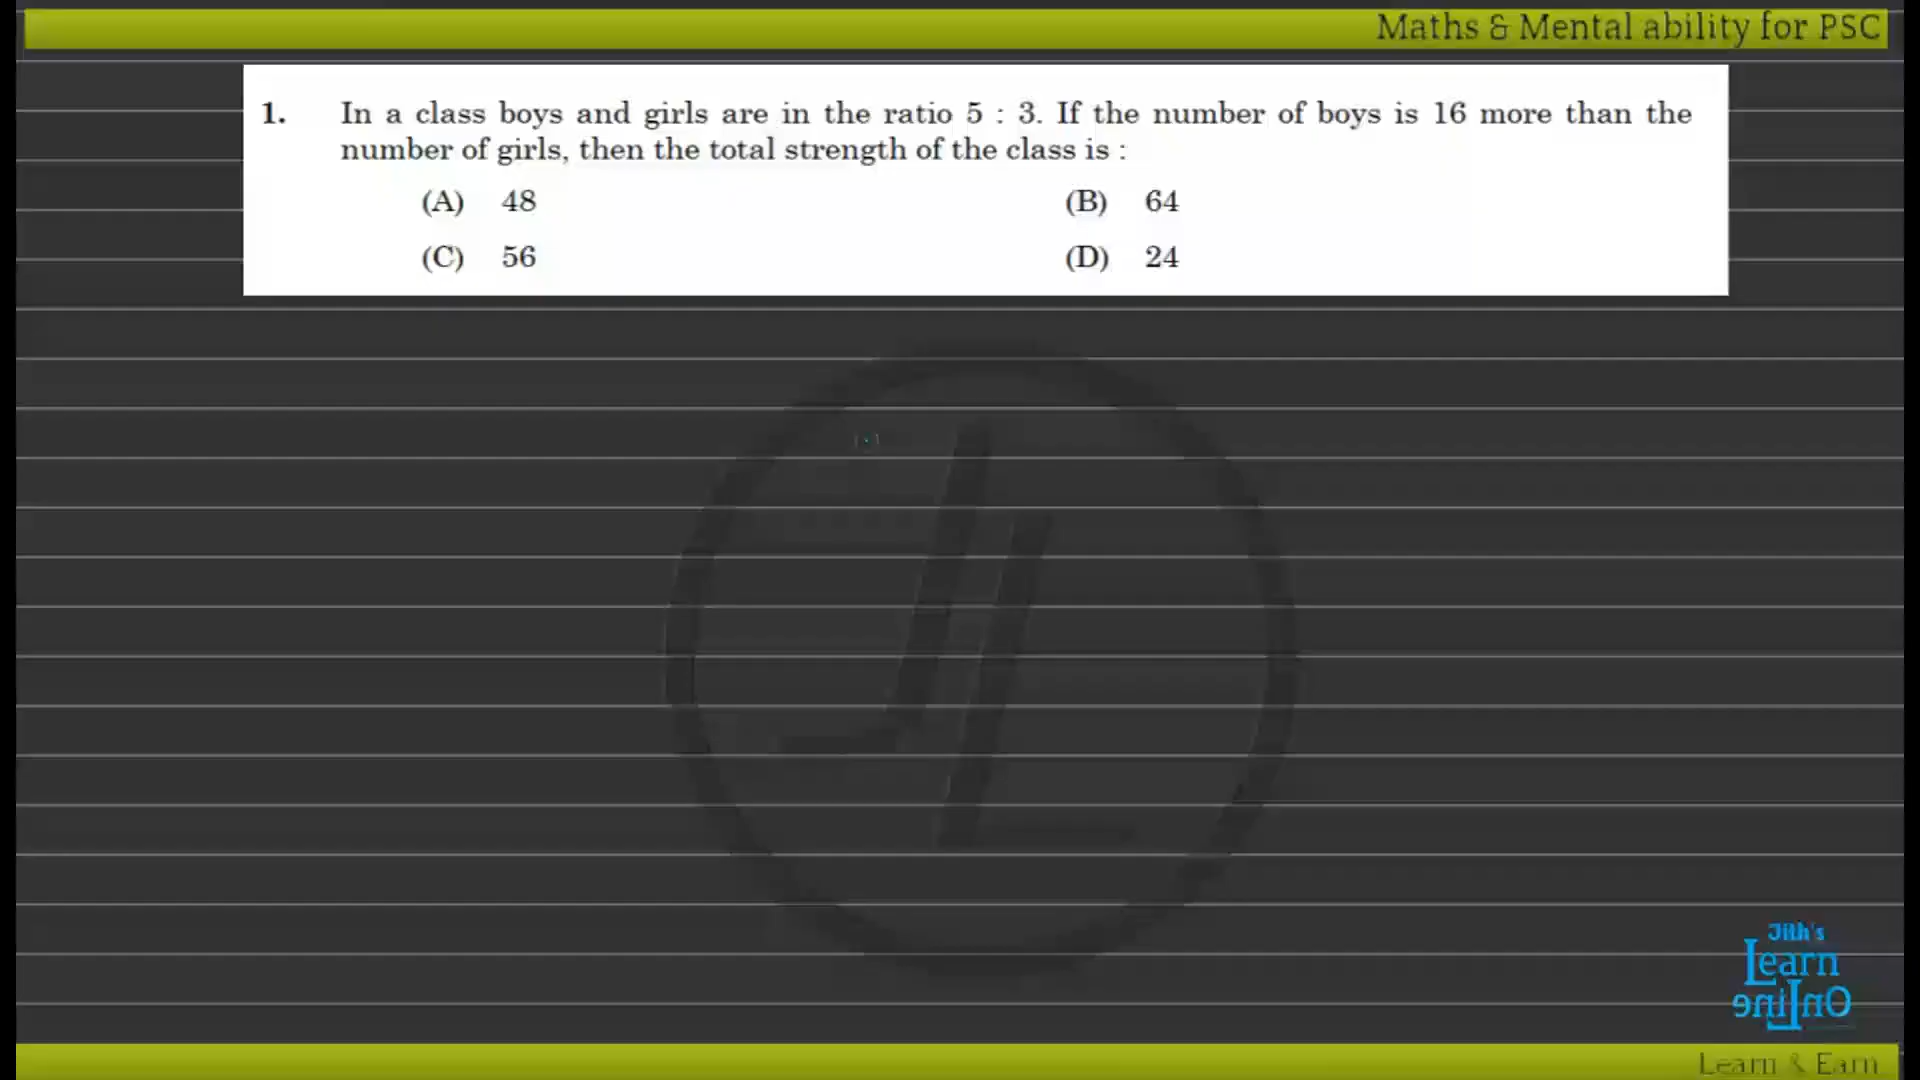 Maths & Mental ability for PSC
1. In a class boys and girls are in the ratio 5 : 3. If the number of boys is 16 more than the
number of girls, then the total strength of the class is :
(A) 48 (B) 64
(C) 56 (D) 24
Jith's
Learn
OnLine
Learn & Earn